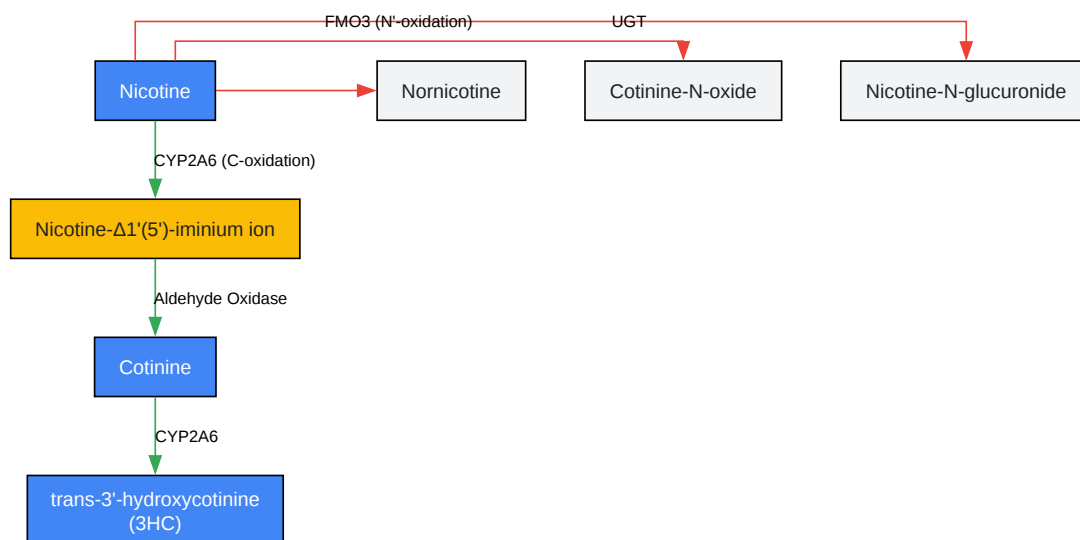 FMO3 (N'-oxidation)
UGT
Nicotine
Nornicotine
Cotinine-N-oxide
Nicotine-N-glucuronide
CYP2A6 (C-oxidation)
Nicotine-Δ1'(5')-iminium ion
Aldehyde Oxidase
Cotinine
CYP2A6
trans-3'-hydroxycotinine
(3HC)